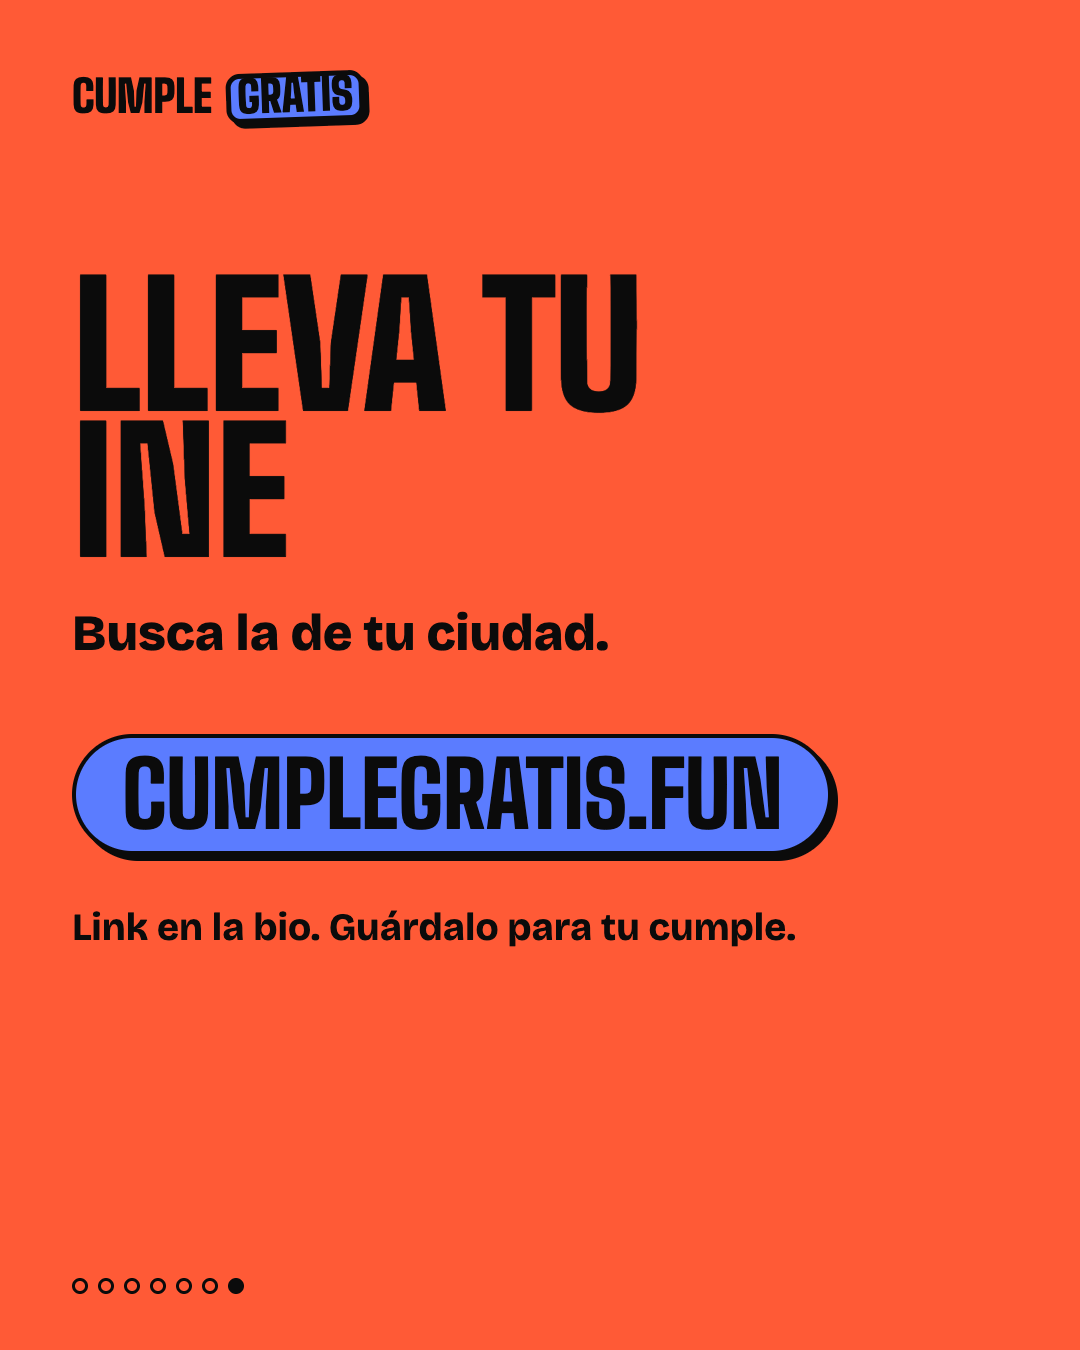 CUMPLE GRATIS
LLEVA TU
INE
Busca la de tu ciudad.
CUMPLEGRATIS.FUN
Link en la bio. Guárdalo para tu cumple.